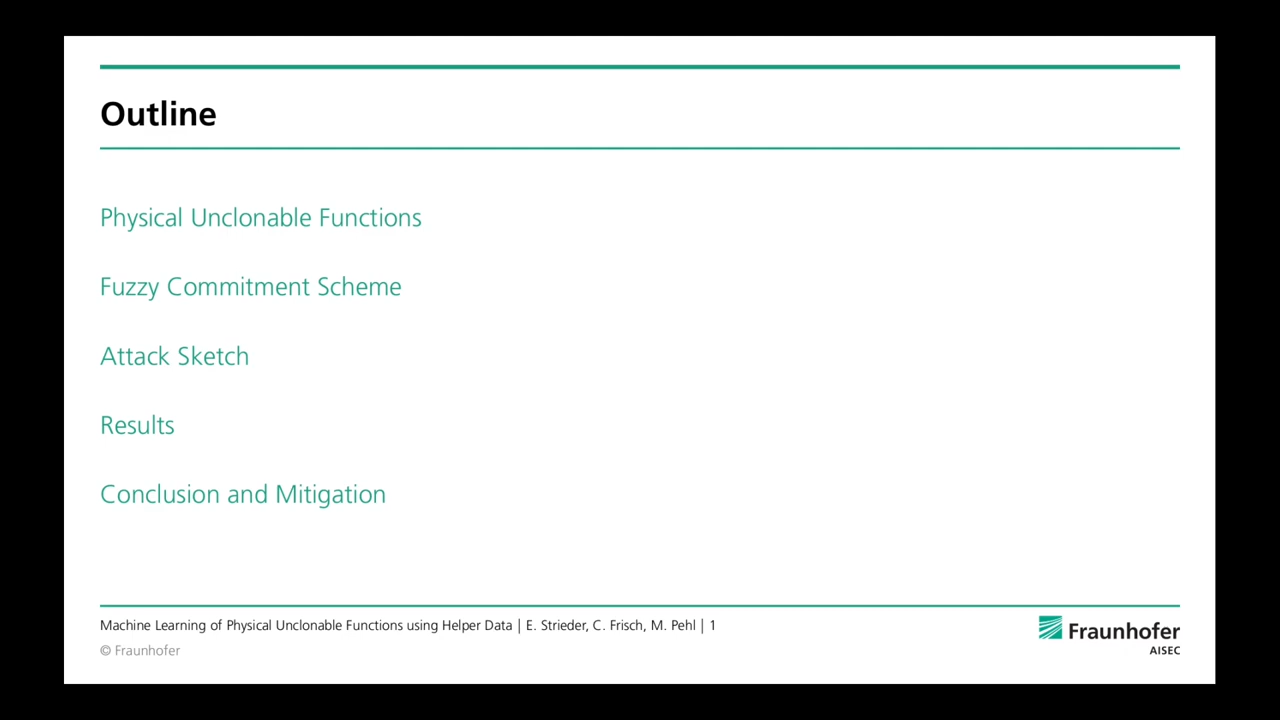 Outline
Physical Unclonable Functions
Fuzzy Commitment Scheme
Attack Sketch
Results
Conclusion and Mitigation
Machine Learning of Physical Unclonable Functions using Helper Data | E. Strieder, C. Frisch, M. Pehl | 1
© Fraunhofer
Fraunhofer
AISEC